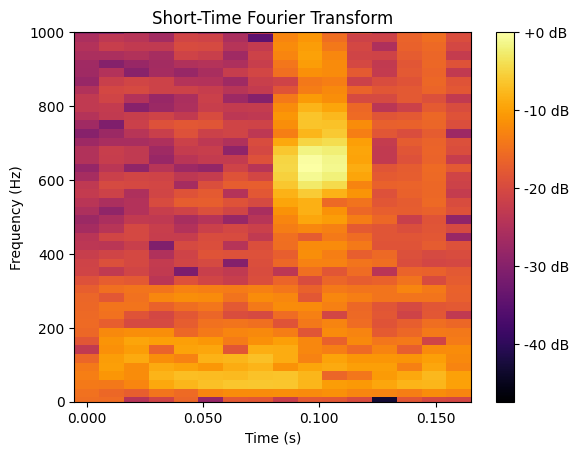 Short-Time Fourier Transform
1000
800
600
400
200
0
Frequency (Hz)
0.000
0.050
0.100
0.150
Time (s)
+0 dB
-10 dB
-20 dB
-30 dB
-40 dB